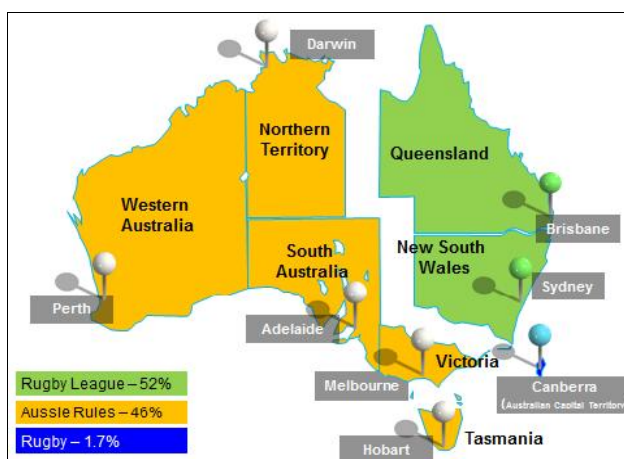 Darwin
Northern
Territory
Queensland
Western
Australia
Brisbane
South
Australia
New South
Wales
Sydney
Perth
Adelaide
Victoria
Melbourne
Canberra
(Australian Capital Territory
Rugby League – 52%
Aussie Rules – 46%
Rugby – 1.7%
Hobart
Tasmania